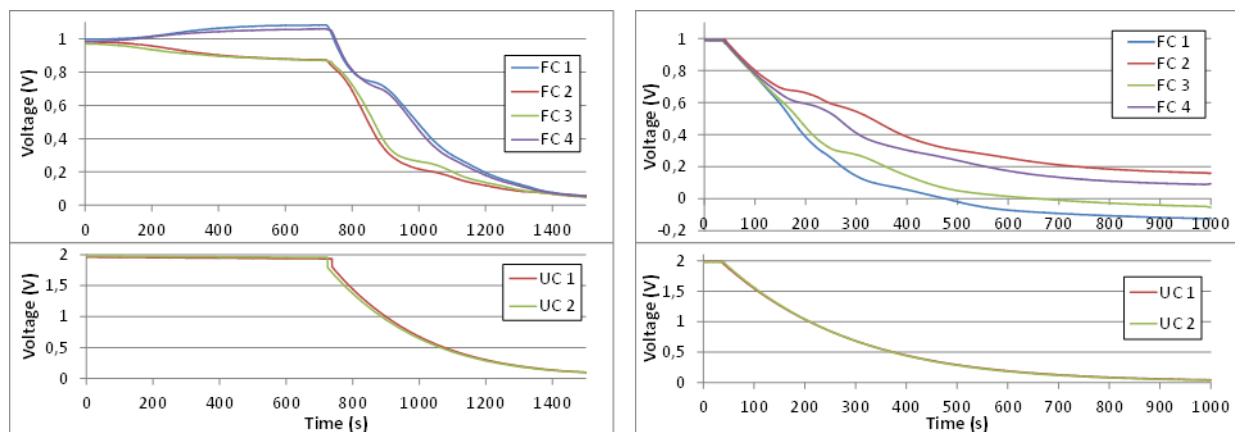 Voltage (V)
1
0,8
0,6
0,4
0,2
0
0 200 400 600 800 1000 1200 1400
FC 1
FC 2
FC 3
FC 4
Voltage (V)
2
1,5
1
0,5
0
0 200 400 600 800 1000 1200 1400
Time (s)
UC 1
UC 2
Voltage (V)
1
0,8
0,6
0,4
0,2
0
-0,2
0 100 200 300 400 500 600 700 800 900 1000
FC 1
FC 2
FC 3
FC 4
Voltage (V)
2
1,5
1
0,5
0
0 100 200 300 400 500 600 700 800 900 1000
Time (s)
UC 1
UC 2